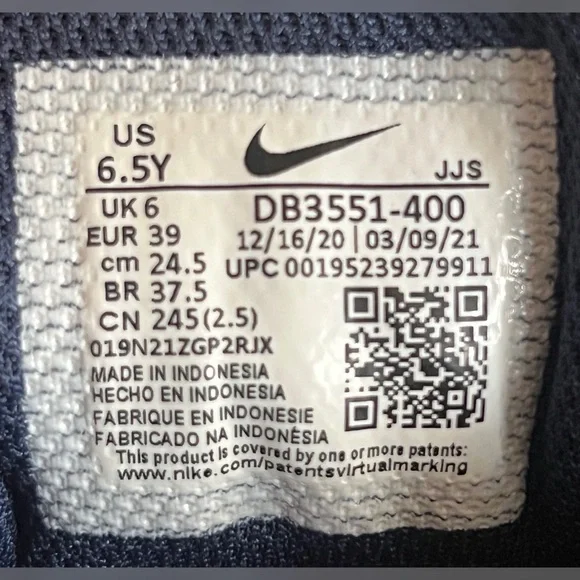 US
6.5Y
JJS
UK 6
DB3551-400
EUR 39
12/16/20 | 03/09/21
cm 24.5
UPC 00195239279911
BR 37.5
CN 245(2.5)
019N21ZGP2RJX
MADE IN INDONESIA
HECHO EN INDONESIA
FABRIQUE EN INDONESIE
FABRICADO NA INDONÉSIA
This product is covered by one or more patents:
www.nike.com/patentsvirtualmarking